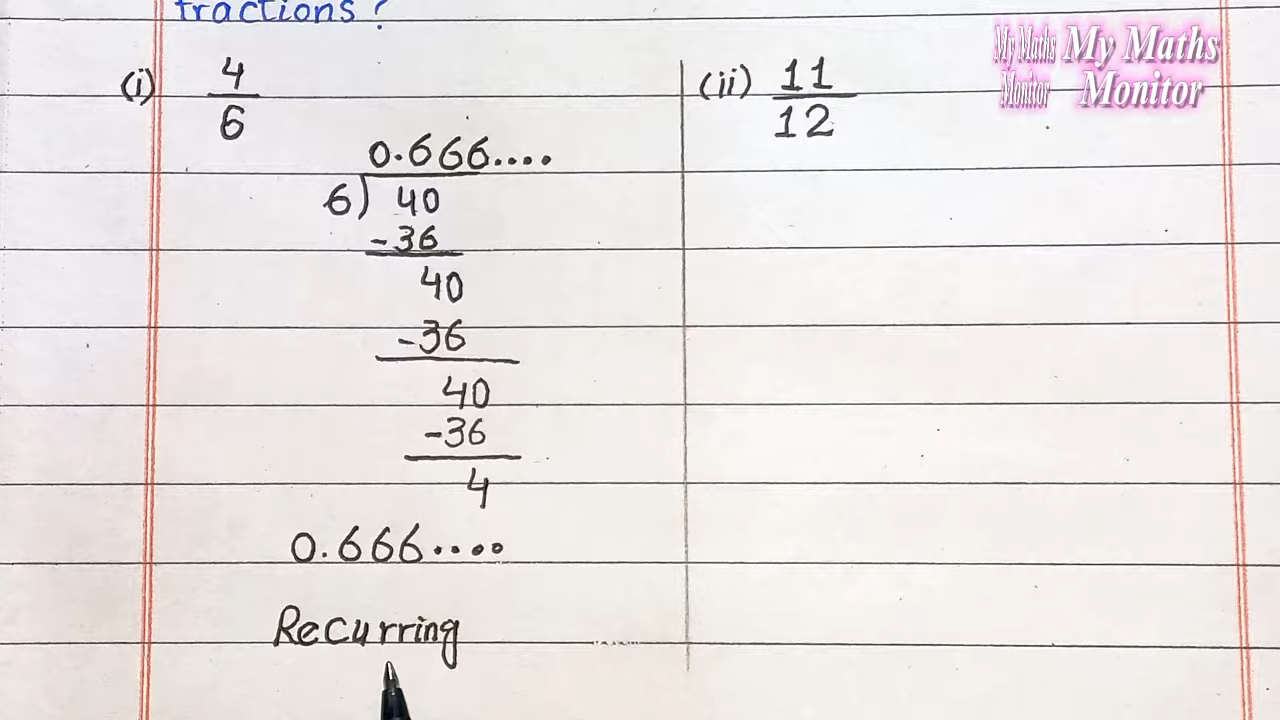 fractions?
(i) 4/6
0.666....
6) 40
-36
40
-36
40
-36
4
0.666....
Recurring
(ii) 11/12
My Maths Monitor
My Maths Monitor